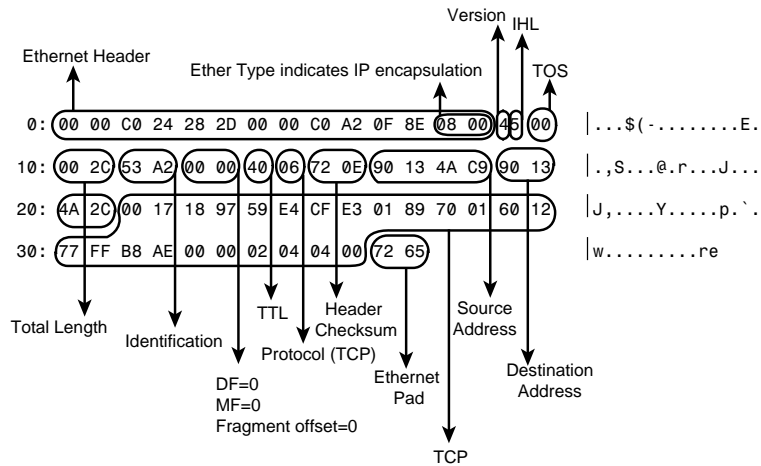 Version
IHL
Ethernet Header
Ether Type indicates IP encapsulation
TOS
0: 00 00 C0 24 28 2D 00 00 C0 A2 0F 8E 08 00 45 00 |...$(-........E.
10: 00 2C 53 A2 00 00 40 06 72 0E 90 13 4A C9 90 13 |.,S...@.r...J...
20: 4A 2C 00 17 18 97 59 E4 CF E3 01 89 70 01 60 12 |J,....Y.....p.`.
30: 77 FF B8 AE 00 00 02 04 04 00 72 65 |w.........re
Total Length
Identification
TTL
Header
Checksum
Source
Address
Protocol (TCP)
DF=0
MF=0
Fragment offset=0
Ethernet
Pad
Destination
Address
TCP